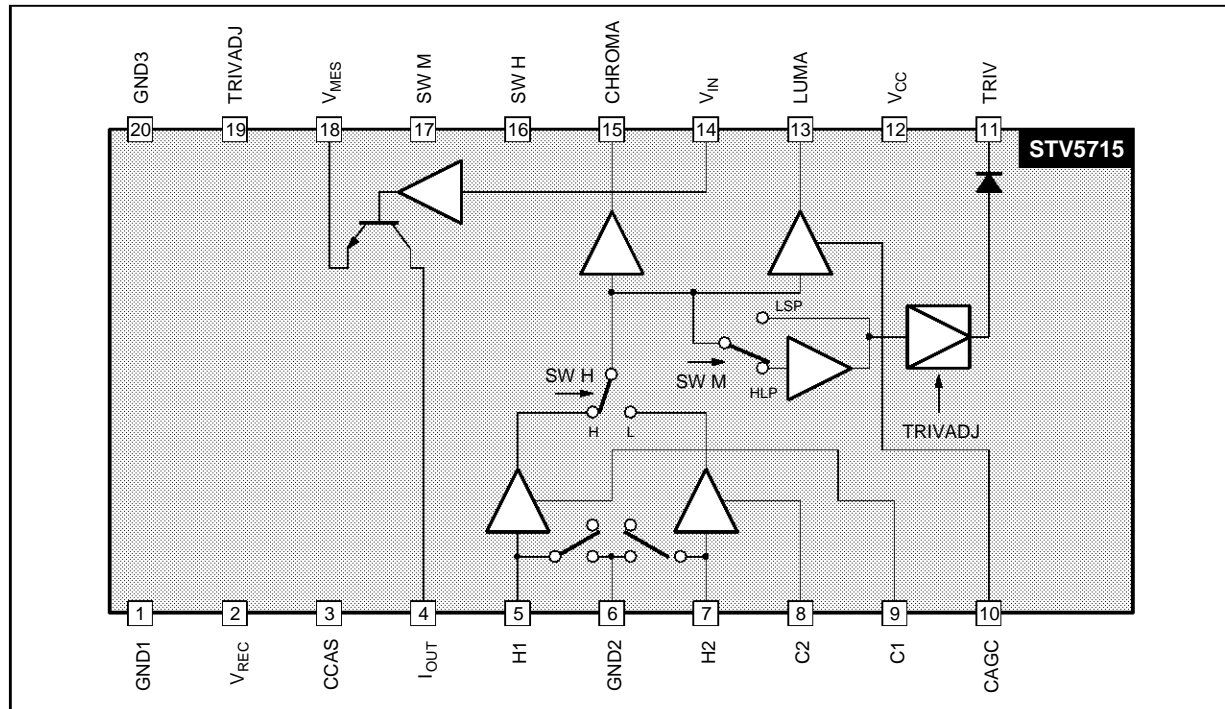 GND3
TRIVADJ
VMES
SW M
SW H
CHROMA
VIN
LUMA
VCC
TRIV
20
19
18
17
16
15
14
13
12
11
STV5715
LSP
SW M
HLP
SW H
H
L
TRIVADJ
1
2
3
4
5
6
7
8
9
10
GND1
VREC
CCAS
IOUT
H1
GND2
H2
C2
C1
CAGC